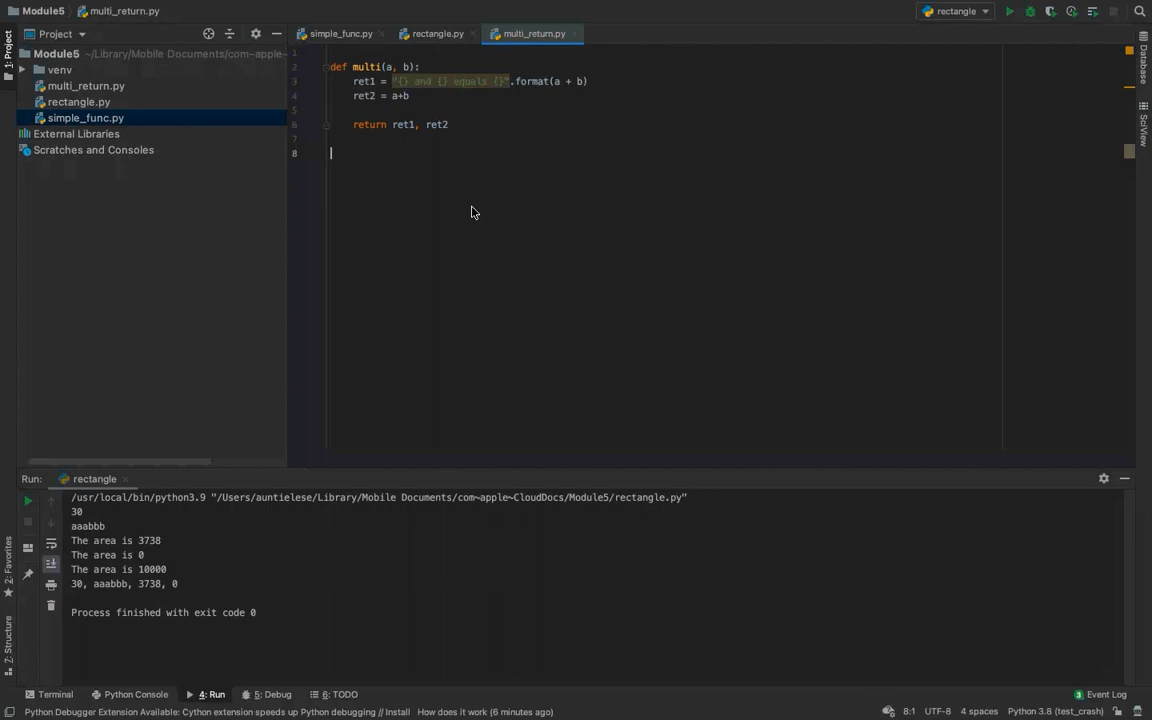 Module5 multi_return.py rectangle
1: Project Project simple_func.py rectangle.py multi_return.py Database
Module5 ~/Library/Mobile Documents/com~apple~
venv
multi_return.py
rectangle.py
simple_func.py
External Libraries
Scratches and Consoles
SciView
1
2 def multi(a, b):
3 ret1 = "{} and {} equals {}".format(a + b)
4 ret2 = a+b
5
6 return ret1, ret2
7
8
Run: rectangle
/usr/local/bin/python3.9 "/Users/auntielese/Library/Mobile Documents/com~apple~CloudDocs/Module5/rectangle.py"
30
aaabbb
The area is 3738
The area is 0
The area is 10000
30, aaabbb, 3738, 0
Process finished with exit code 0
2: Favorites
Z: Structure
Terminal Python Console 4: Run 5: Debug 6: TODO 3 Event Log
Python Debugger Extension Available: Cython extension speeds up Python debugging // Install How does it work (6 minutes ago) 8:1 UTF-8 4 spaces Python 3.8 (test_crash)